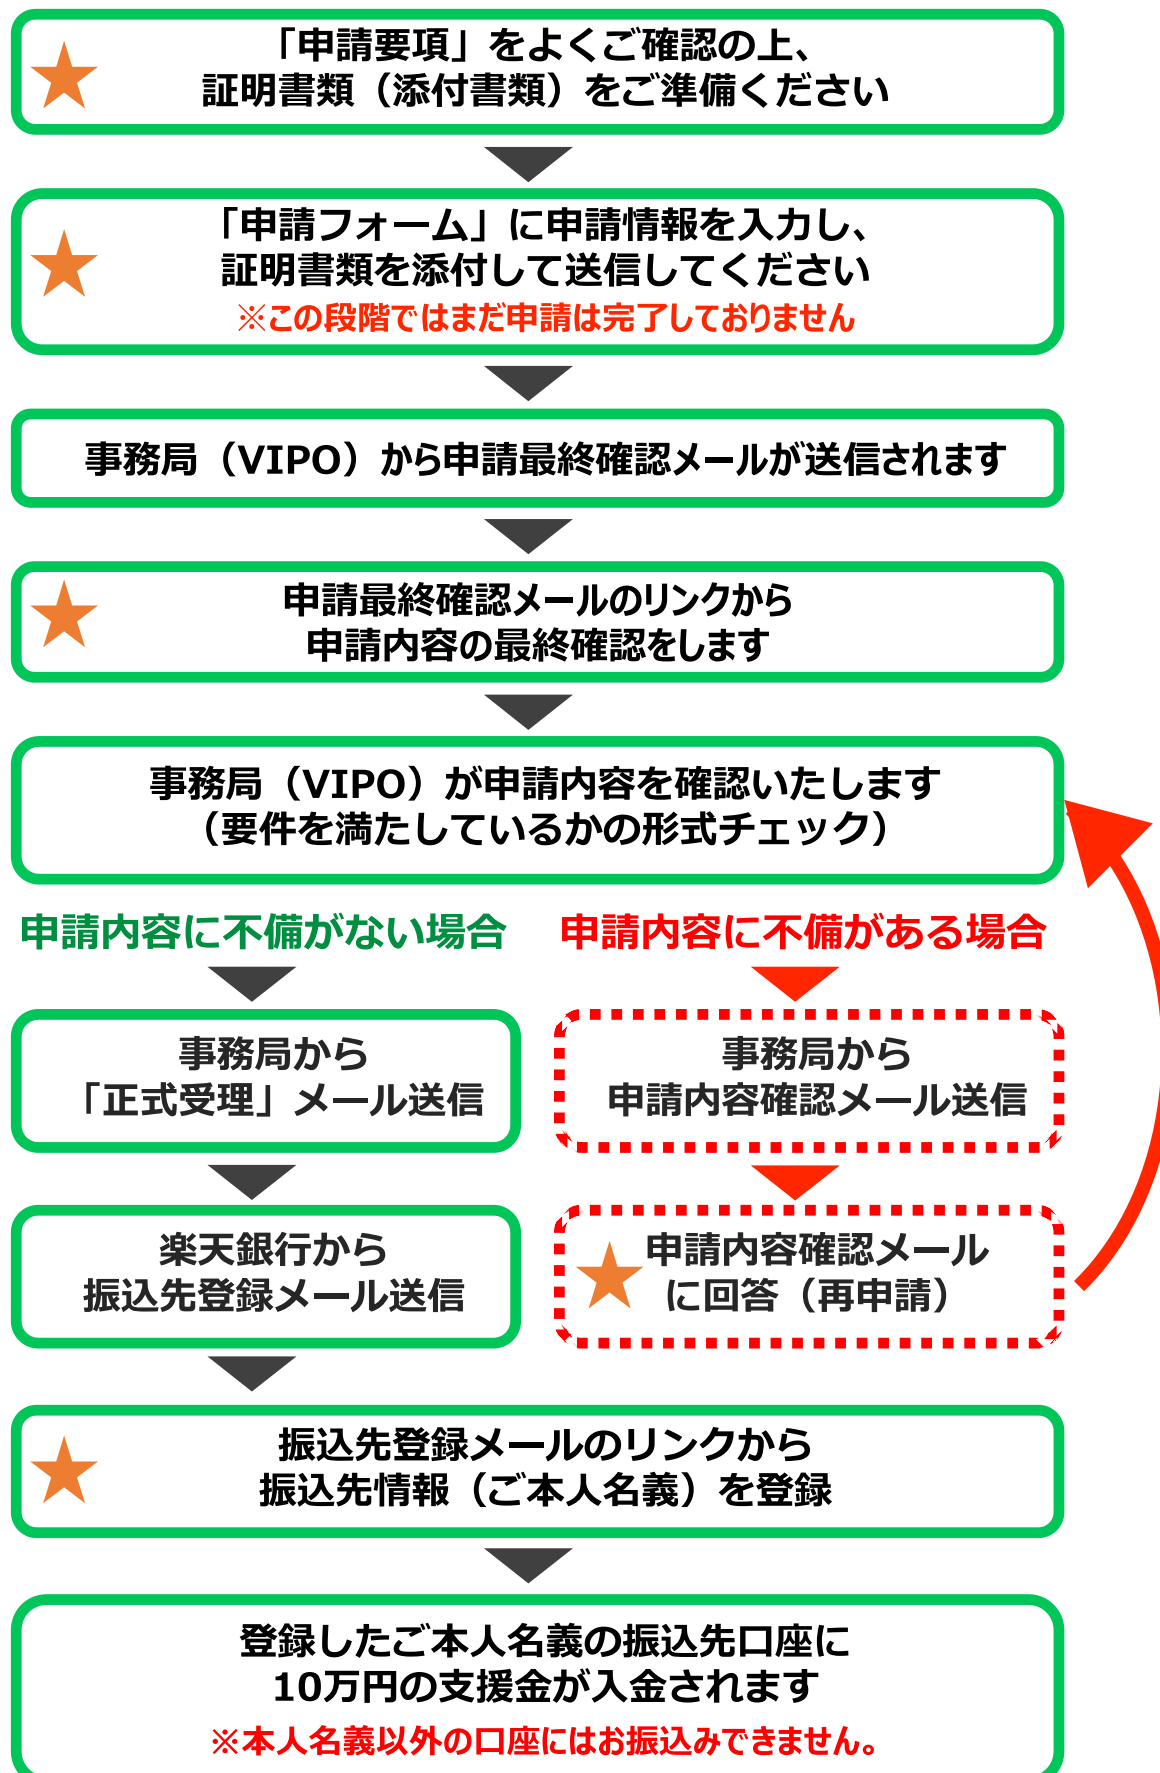 「申請要項」をよくご確認の上、
証明書類（添付書類）をご準備ください
「申請フォーム」に申請情報を入力し、
証明書類を添付して送信してください
※この段階ではまだ申請は完了しておりません
事務局（VIPO）から申請最終確認メールが送信されます
申請最終確認メールのリンクから
申請内容の最終確認をします
事務局（VIPO）が申請内容を確認いたします
（要件を満たしているかの形式チェック）
申請内容に不備がない場合
申請内容に不備がある場合
事務局から
「正式受理」メール送信
事務局から
申請内容確認メール送信
楽天銀行から
振込先登録メール送信
申請内容確認メール
に回答（再申請）
振込先登録メールのリンクから
振込先情報（ご本人名義）を登録
登録したご本人名義の振込先口座に
10万円の支援金が入金されます
※本人名義以外の口座にはお振込みできません。